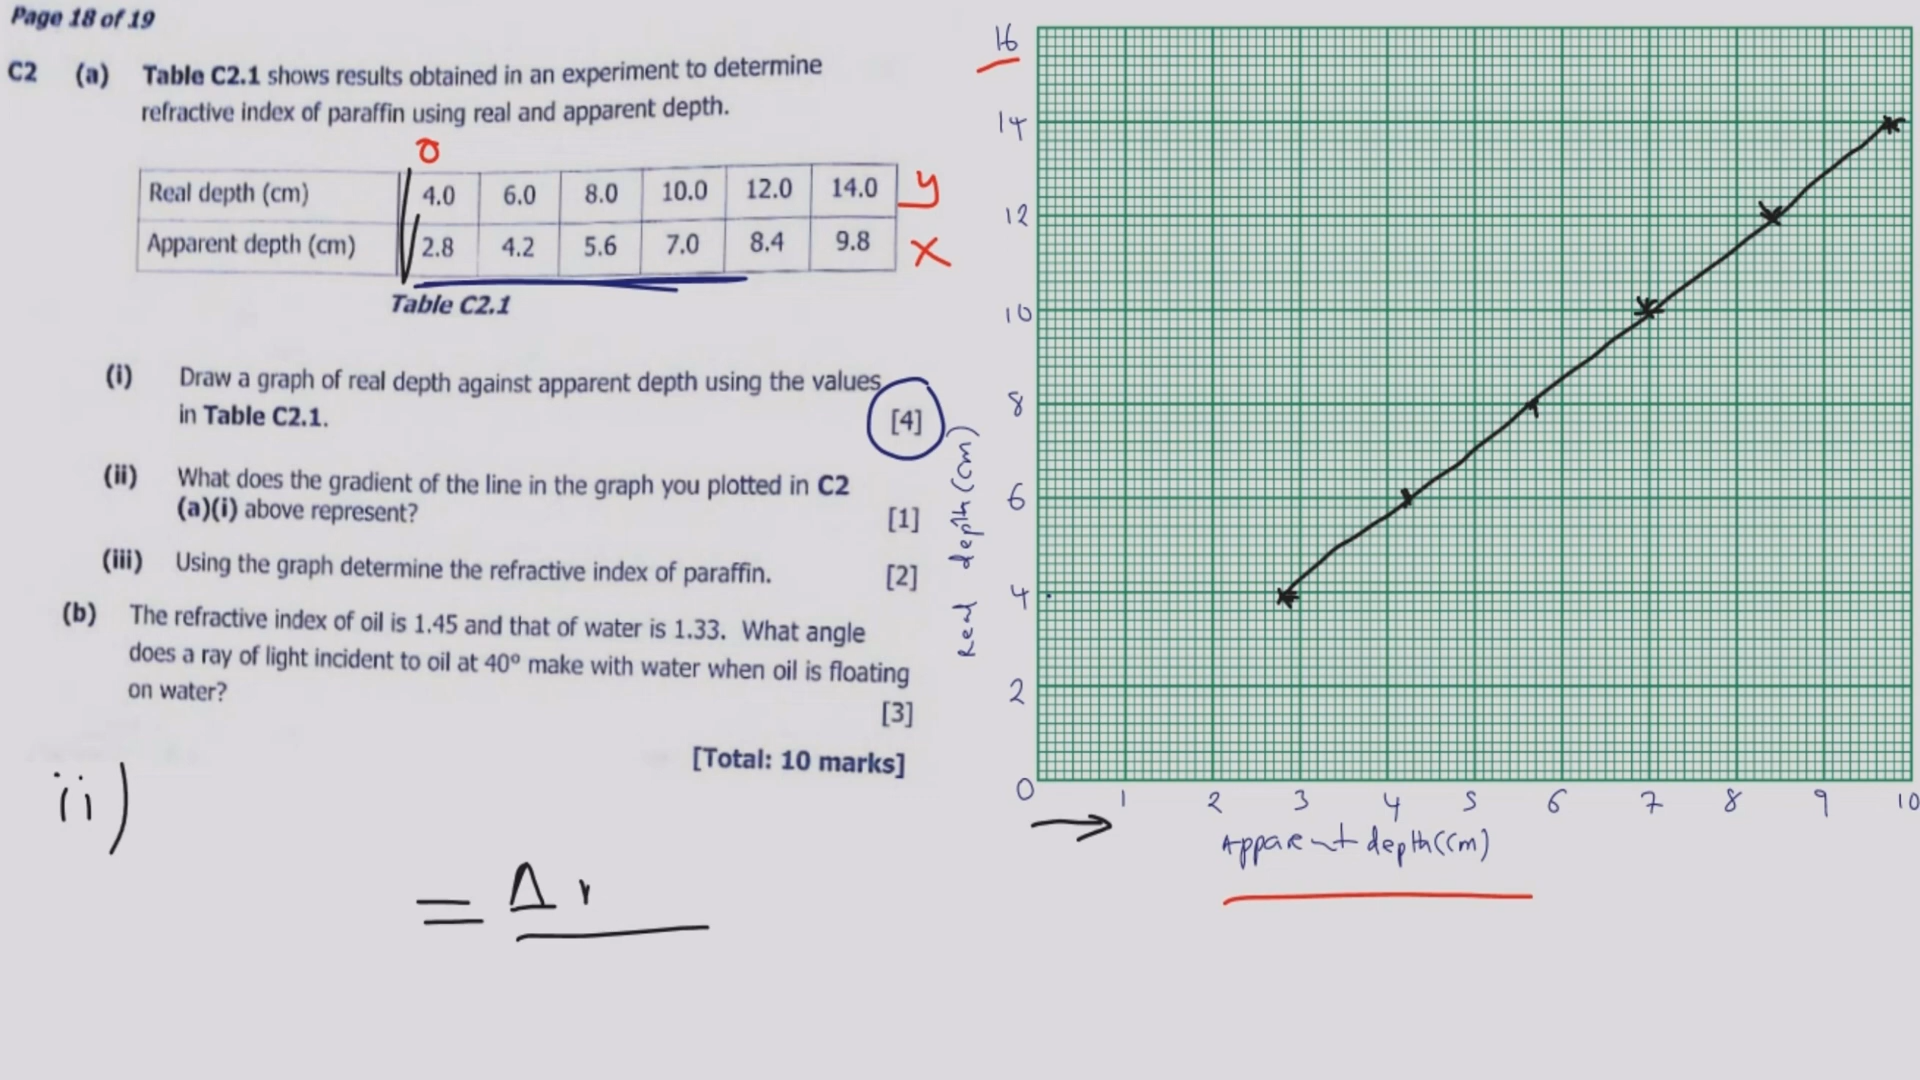 Page 18 of 19
C2 (a) Table C2.1 shows results obtained in an experiment to determine
refractive index of paraffin using real and apparent depth.
0
Real depth (cm) 4.0 6.0 8.0 10.0 12.0 14.0 y
Apparent depth (cm) 2.8 4.2 5.6 7.0 8.4 9.8 x
Table C2.1
(i) Draw a graph of real depth against apparent depth using the values
in Table C2.1. [4]
(ii) What does the gradient of the line in the graph you plotted in C2
(a)(i) above represent? [1]
(iii) Using the graph determine the refractive index of paraffin. [2]
(b) The refractive index of oil is 1.45 and that of water is 1.33. What angle
does a ray of light incident to oil at 40° make with water when oil is floating
on water?
[3]
[Total: 10 marks]
ii)
= Δ
16
14
12
10
8
6
4
2
0 1 2 3 4 5 6 7 8 9 10
Real depth (cm)
Apparent depth (cm)